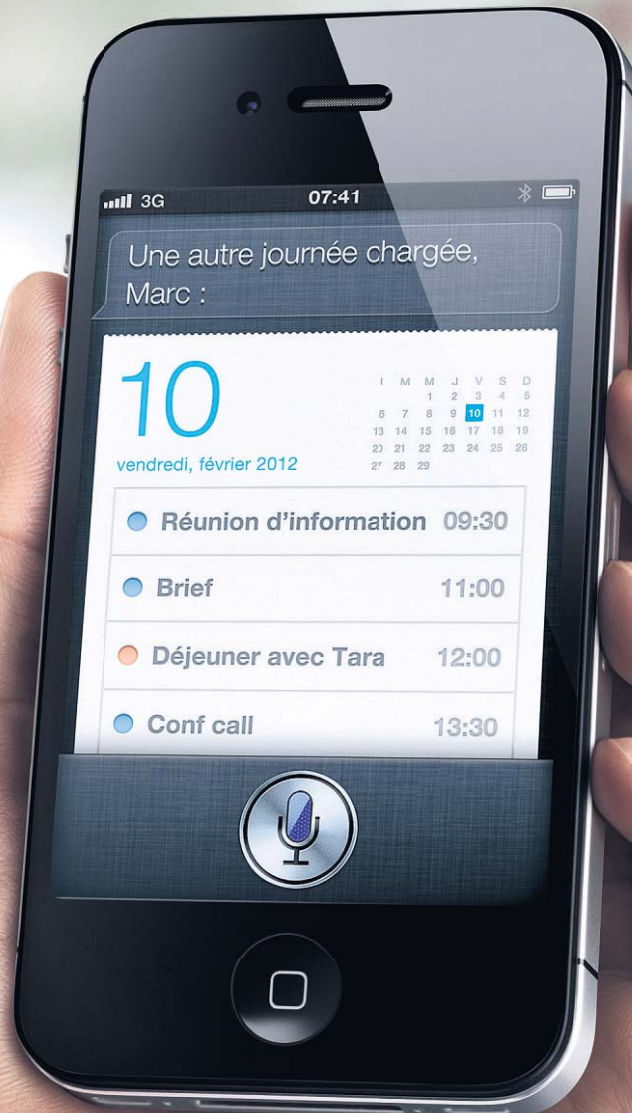 3G 07:41
Une autre journée chargée,
Marc :
10
vendredi, février 2012
l M M J V S D
1 2 3 4 5
6 7 8 9 10 11 12
13 14 15 16 17 18 19
20 21 22 23 24 25 26
27 28 29
Réunion d'information 09:30
Brief 11:00
Déjeuner avec Tara 12:00
Conf call 13:30